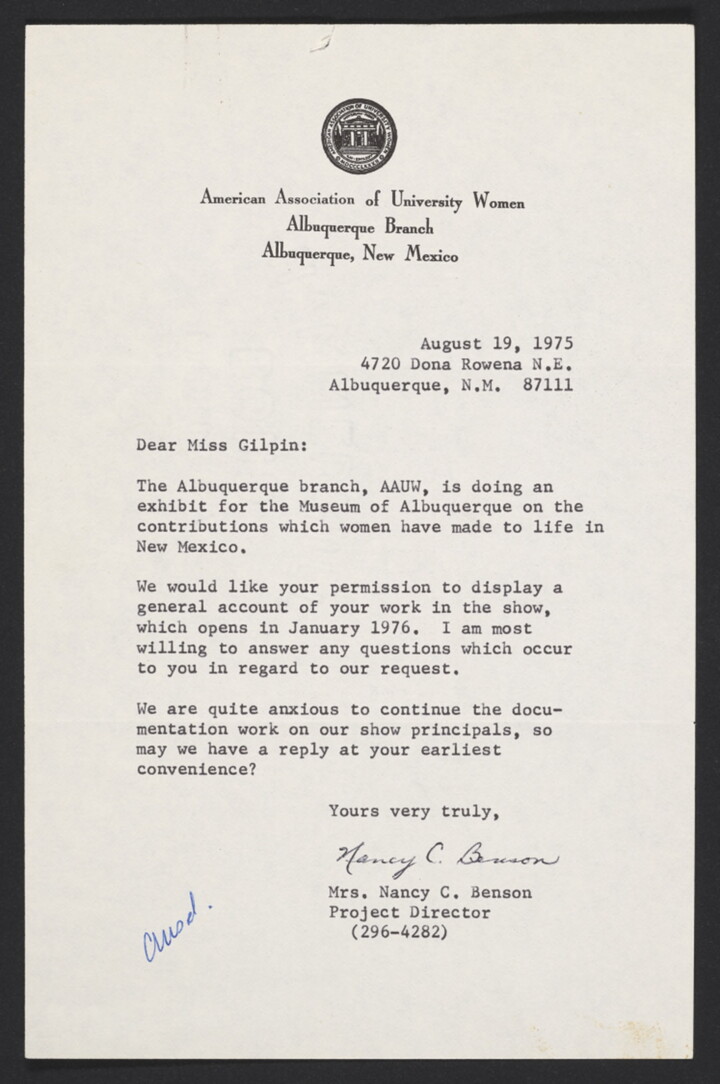 American Association of University Women
Albuquerque Branch
Albuquerque, New Mexico
August 19, 1975
4720 Dona Rowena N.E.
Albuquerque, N.M. 87111
Dear Miss Gilpin:
The Albuquerque branch, AAUW, is doing an
exhibit for the Museum of Albuquerque on the
contributions which women have made to life in
New Mexico.
We would like your permission to display a
general account of your work in the show,
which opens in January 1976. I am most
willing to answer any questions which occur
to you in regard to our request.
We are quite anxious to continue the docu-
mentation work on our show principals, so
may we have a reply at your earliest
convenience?
Yours very truly,
Nancy C. Benson
Mrs. Nancy C. Benson
Project Director
(296-4282)